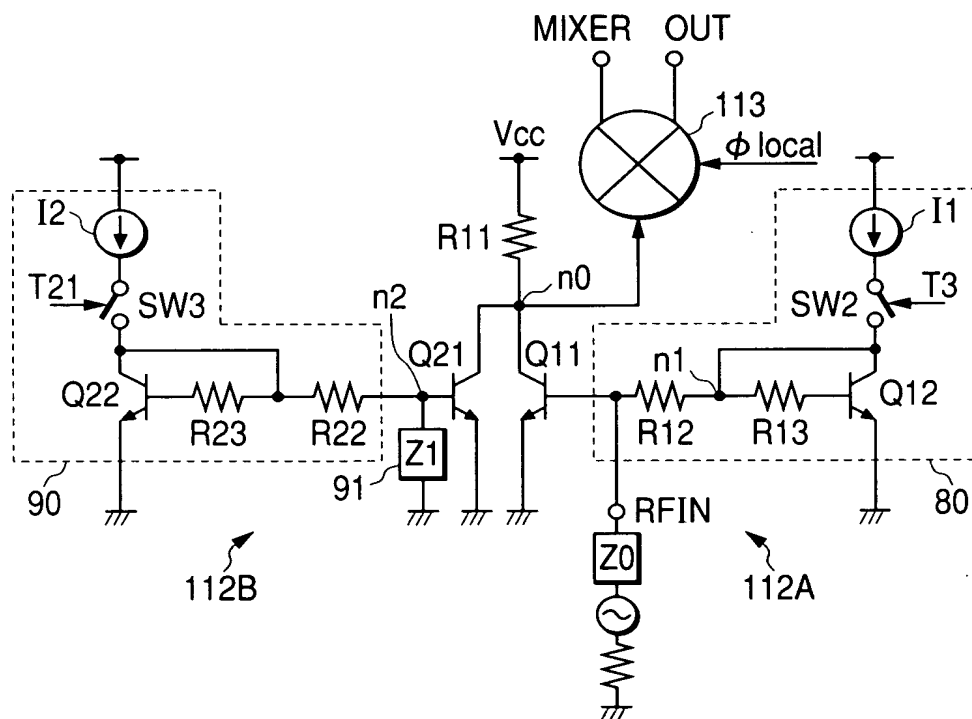 MIXER OUT
113
Vcc
ϕ local
I2
I1
R11
T21
SW3
n0
SW2
T3
n2
Q21
Q11
n1
Q22
Q12
R23
R22
R12
R13
Z1
90
91
RFIN
80
Z0
112B
112A